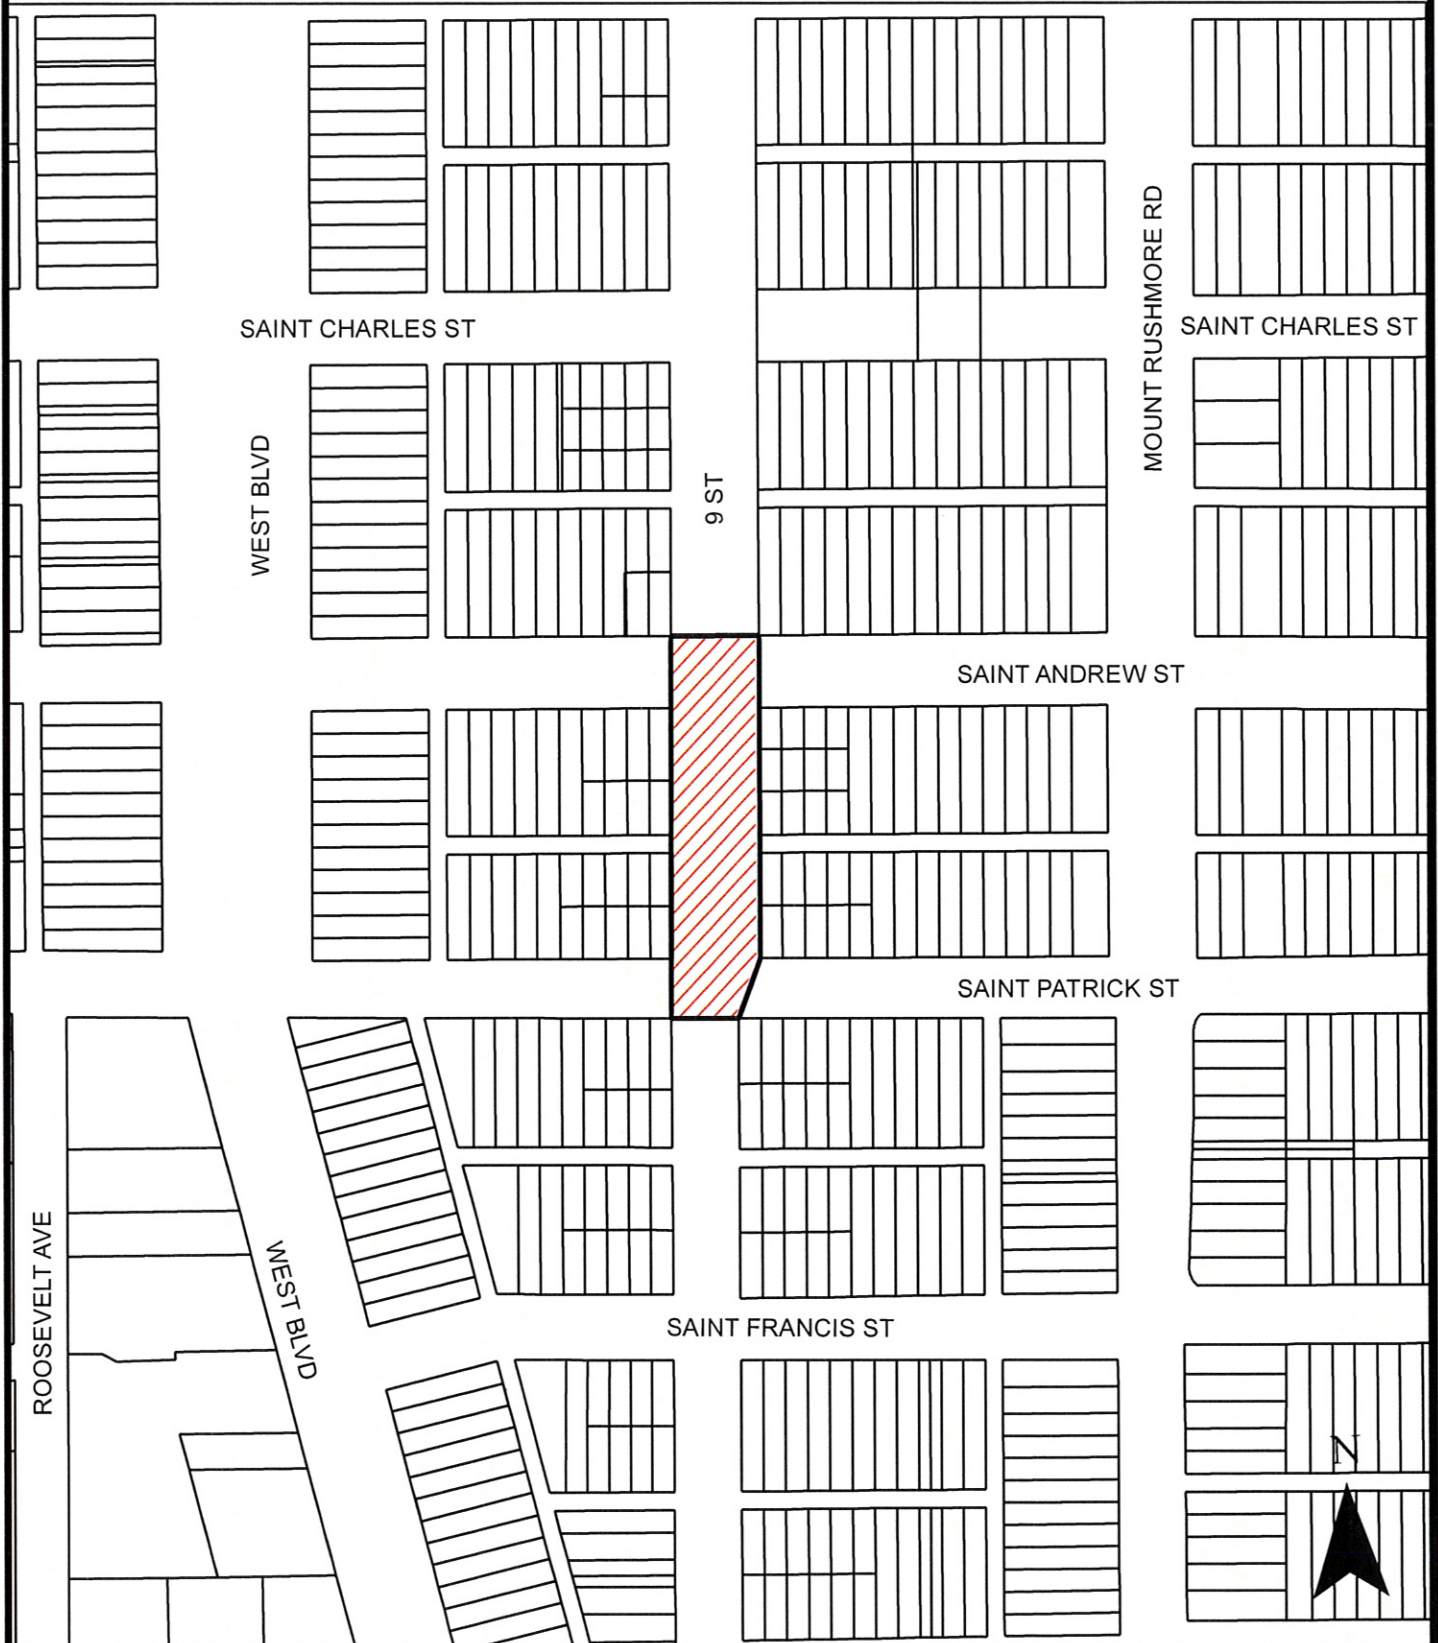 MOUNT RUSHMORE RD
SAINT CHARLES ST
SAINT CHARLES ST
WEST BLVD
9 ST
SAINT ANDREW ST
SAINT PATRICK ST
ROOSEVELT AVE
WEST BLVD
SAINT FRANCIS ST
N